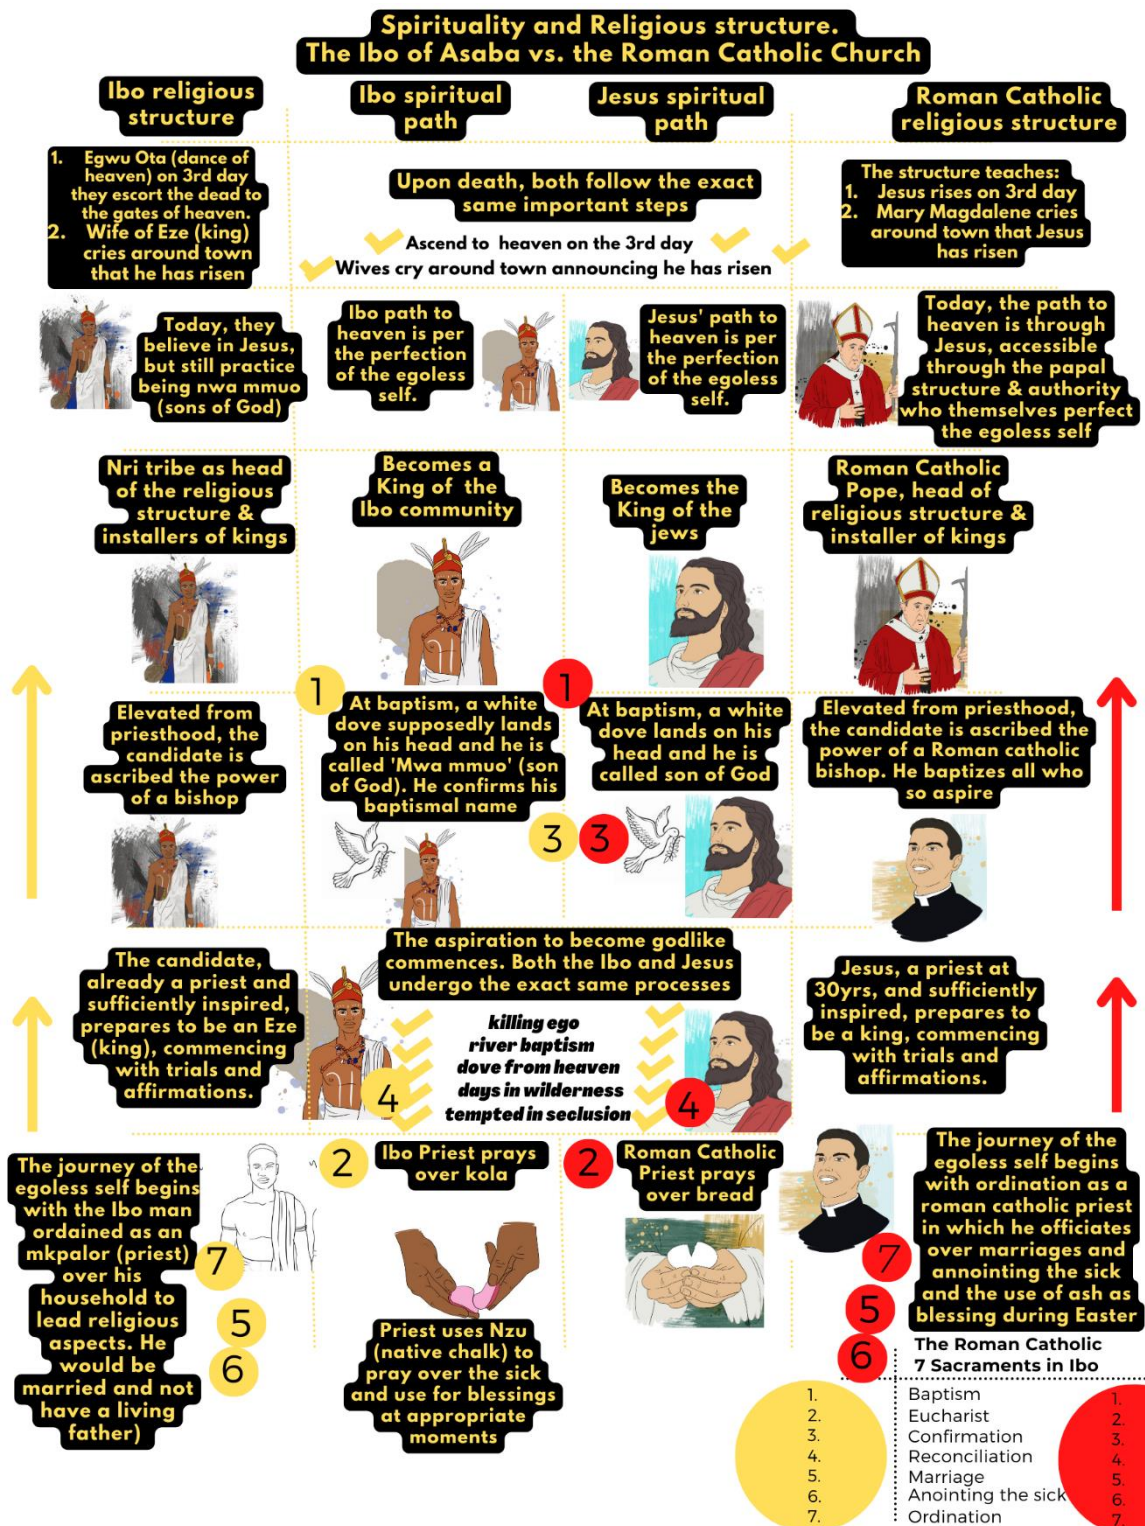 Spirituality and Religious structure.
The Ibo of Asaba vs. the Roman Catholic Church
Ibo religious
structure
Ibo spiritual
path
Jesus spiritual
path
Roman Catholic
religious structure
1. Egwu Ota (dance of
heaven) on 3rd day
they escort the dead to
the gates of heaven.
2. Wife of Eze (king)
cries around town
that he has risen
Upon death, both follow the exact
same important steps
Ascend to heaven on the 3rd day
Wives cry around town announcing he has risen
The structure teaches:
1. Jesus rises on 3rd day
2. Mary Magdalene cries
around town that Jesus
has risen
Today, they
believe in Jesus,
but still practice
being nwa mmuo
(sons of God)
Ibo path to
heaven is per
the perfection
of the egoless
self.
Jesus' path to
heaven is per
the perfection
of the egoless
self.
Today, the path to
heaven is through
Jesus, accessible
through the papal
structure & authority
who themselves perfect
the egoless self
Nri tribe as head
of the religious
structure &
installers of kings
Becomes a
King of the
Ibo community
Becomes the
King of the
jews
Roman Catholic
Pope, head of
religious structure &
installer of kings
1
1
Elevated from
priesthood, the
candidate is
ascribed the power
of a bishop
At baptism, a white
dove supposedly lands
on his head and he is
called 'Mwa mmuo' (son
of God). He confirms his
baptismal name
At baptism, a white
dove lands on his
head and he is
called son of God
Elevated from priesthood,
the candidate is ascribed the
power of a Roman catholic
bishop. He baptizes all who
so aspire
3
3
The candidate,
already a priest and
sufficiently inspired,
prepares to be an Eze
(king), commencing
with trials and
affirmations.
The aspiration to become godlike
commences. Both the Ibo and Jesus
undergo the exact same processes
killing ego
river baptism
dove from heaven
days in wilderness
tempted in seclusion
4
4
Jesus, a priest at
30yrs, and sufficiently
inspired, prepares to
be a king, commencing
with trials and
affirmations.
The journey of the
egoless self begins
with the Ibo man
ordained as an
mkpalor (priest)
over his
household to
lead religious
aspects. He
would be
married and not
have a living
father)
7
5
6
2
Ibo Priest prays
over kola
Priest uses Nzu
(native chalk) to
pray over the sick
and use for blessings
at appropriate
moments
2
Roman Catholic
Priest prays
over bread
7
5
6
The journey of the
egoless self begins
with ordination as a
roman catholic priest
in which he officiates
over marriages and
annointing the sick
and the use of ash as
blessing during Easter
The Roman Catholic
7 Sacraments in Ibo
1. Baptism 1.
2. Eucharist 2.
3. Confirmation 3.
4. Reconciliation 4.
5. Marriage 5.
6. Anointing the sick 6.
7. Ordination 7.